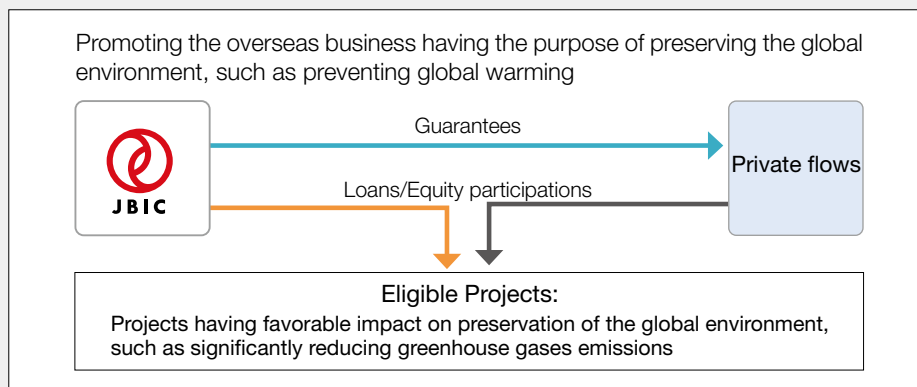 Promoting the overseas business having the purpose of preserving the global
environment, such as preventing global warming
Guarantees
JBIC
Private flows
Loans/Equity participations
Eligible Projects:
Projects having favorable impact on preservation of the global environment,
such as significantly reducing greenhouse gases emissions